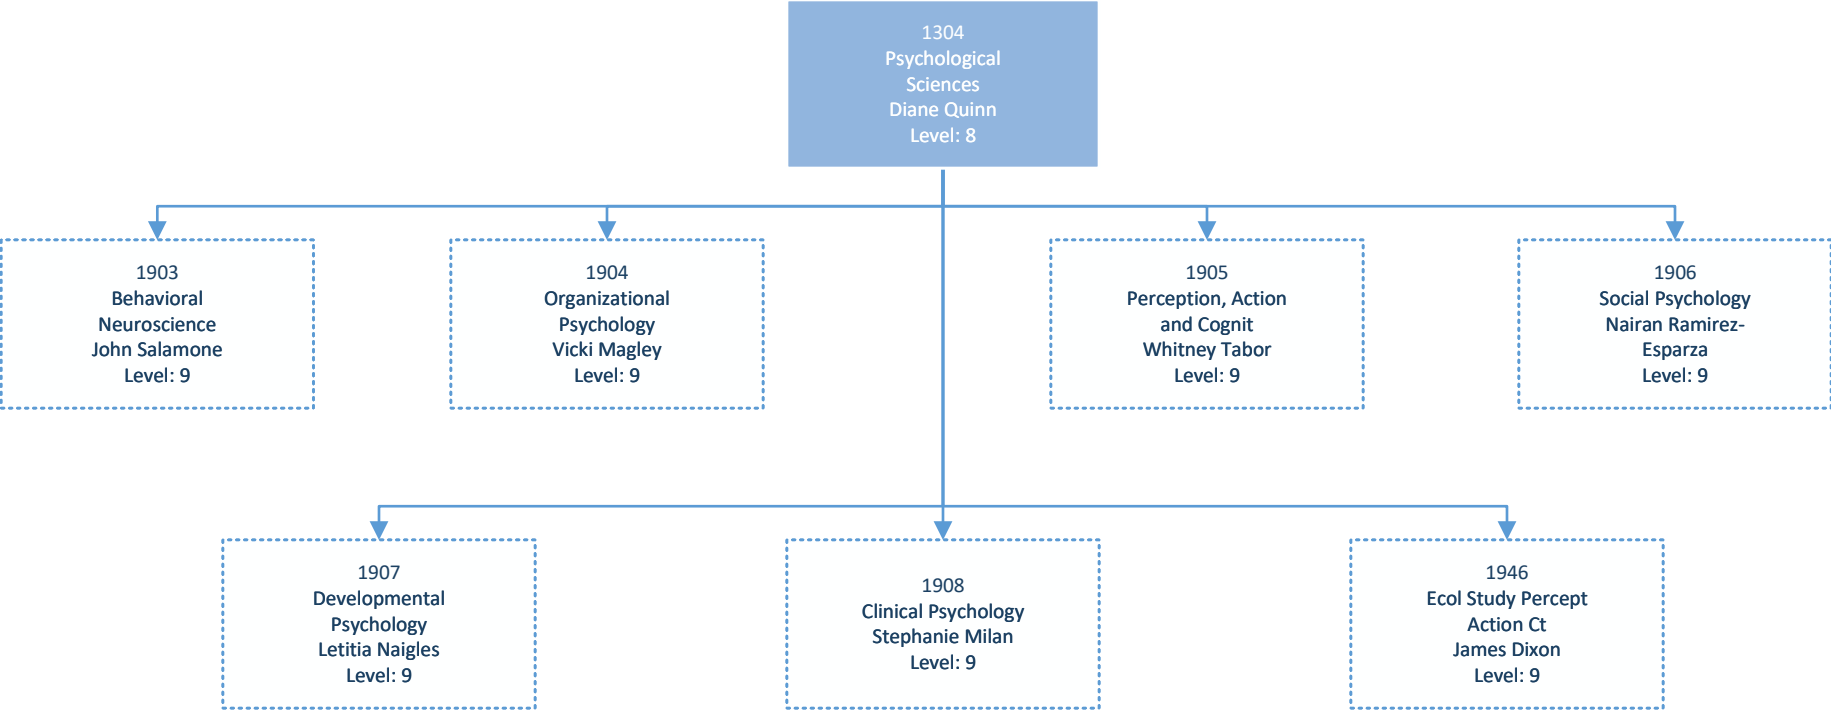 1304
Psychological
Sciences
Diane Quinn
Level: 8
1903
Behavioral
Neuroscience
John Salamone
Level: 9
1904
Organizational
Psychology
Vicki Magley
Level: 9
1905
Perception, Action
and Cognit
Whitney Tabor
Level: 9
1906
Social Psychology
Nairan Ramirez-
Esparza
Level: 9
1907
Developmental
Psychology
Letitia Naigles
Level: 9
1908
Clinical Psychology
Stephanie Milan
Level: 9
1946
Ecol Study Percept
Action Ct
James Dixon
Level: 9